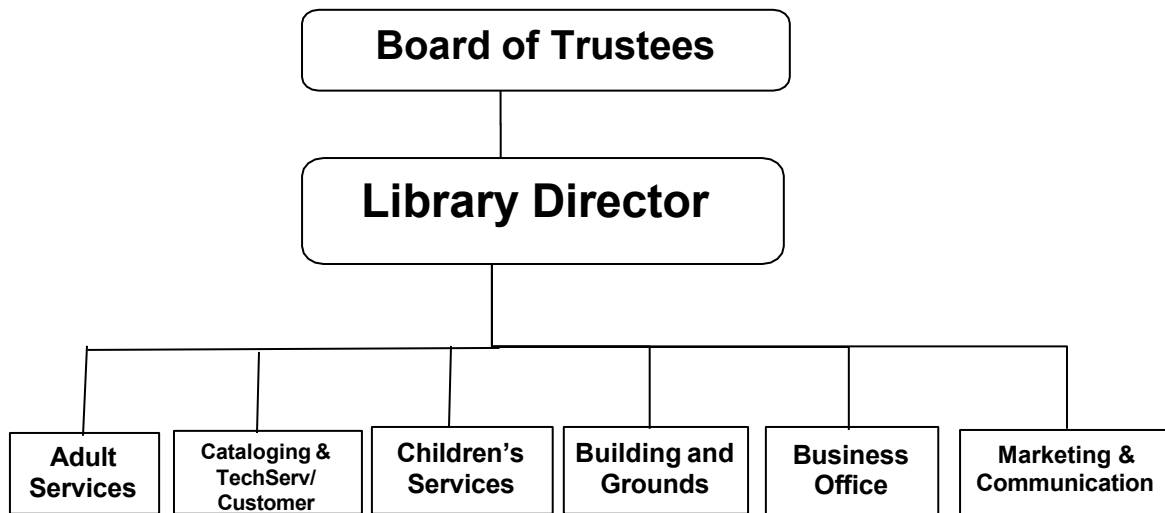 Board of Trustees
Library Director
Adult
Services
Cataloging &
TechServ/
Customer
Children’s
Services
Building and
Grounds
Business
Office
Marketing &
Communication